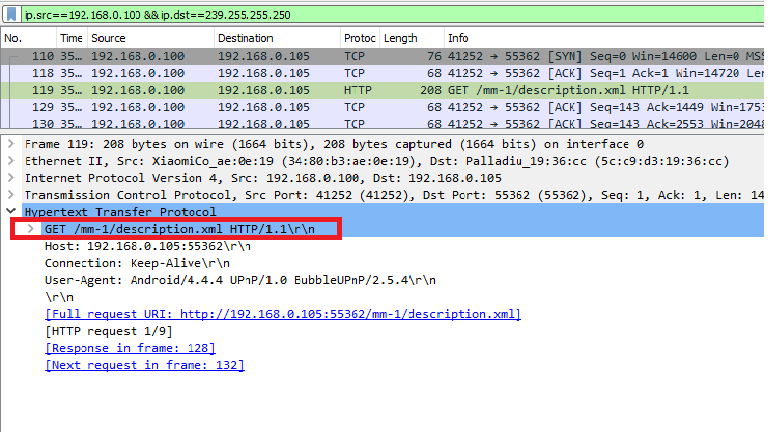 ip.src==192.168.0.100 && ip.dst==239.255.255.250
No. Time Source Destination Protoc Length Info
110 35… 192.168.0.100 192.168.0.105 TCP 76 41252 → 55362 [SYN] Seq=0 Win=14600 Len=0 MSS
118 35… 192.168.0.100 192.168.0.105 TCP 68 41252 → 55362 [ACK] Seq=1 Ack=1 Win=14720 Len
119 35… 192.168.0.100 192.168.0.105 HTTP 208 GET /mm-1/description.xml HTTP/1.1
129 35… 192.168.0.100 192.168.0.105 TCP 68 41252 → 55362 [ACK] Seq=143 Ack=1449 Win=1753
130 35… 192.168.0.100 192.168.0.105 TCP 68 41252 → 55362 [ACK] Seq=143 Ack=2553 Win=2048
Frame 119: 208 bytes on wire (1664 bits), 208 bytes captured (1664 bits) on interface 0
Ethernet II, Src: XiaomiCo_ae:0e:19 (34:80:b3:ae:0e:19), Dst: Palladiu_19:36:cc (5c:c9:d3:19:36:cc)
Internet Protocol Version 4, Src: 192.168.0.100, Dst: 192.168.0.105
Transmission Control Protocol, Src Port: 41252 (41252), Dst Port: 55362 (55362), Seq: 1, Ack: 1, Len: 14
Hypertext Transfer Protocol
GET /mm-1/description.xml HTTP/1.1\r\n
Host: 192.168.0.105:55362\r\n
Connection: Keep-Alive\r\n
User-Agent: Android/4.4.4 UPnP/1.0 EubbleUPnP/2.5.4\r\n
\r\n
[Full request URI: http://192.168.0.105:55362/mm-1/description.xml]
[HTTP request 1/9]
[Response in frame: 128]
[Next request in frame: 132]